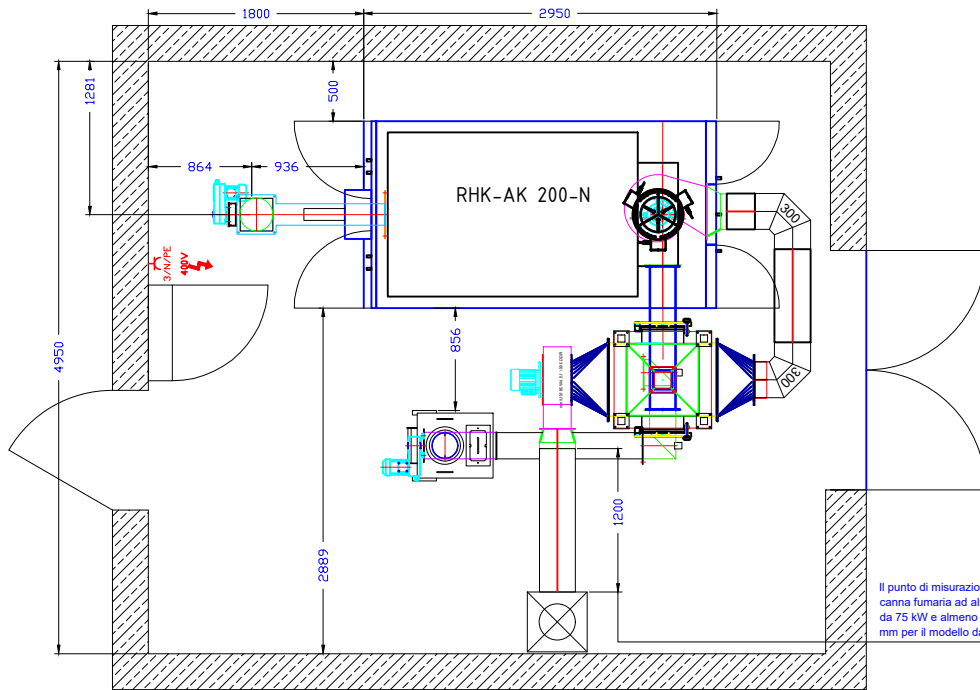 1800
2950
1281
500
864
936
RHK-AK 200-N
300
3/N/PE
400V
4950
856
300
1200
2889
Il punto di misurazio
canna fumaria ad al
da 75 kW e almeno
mm per il modello da